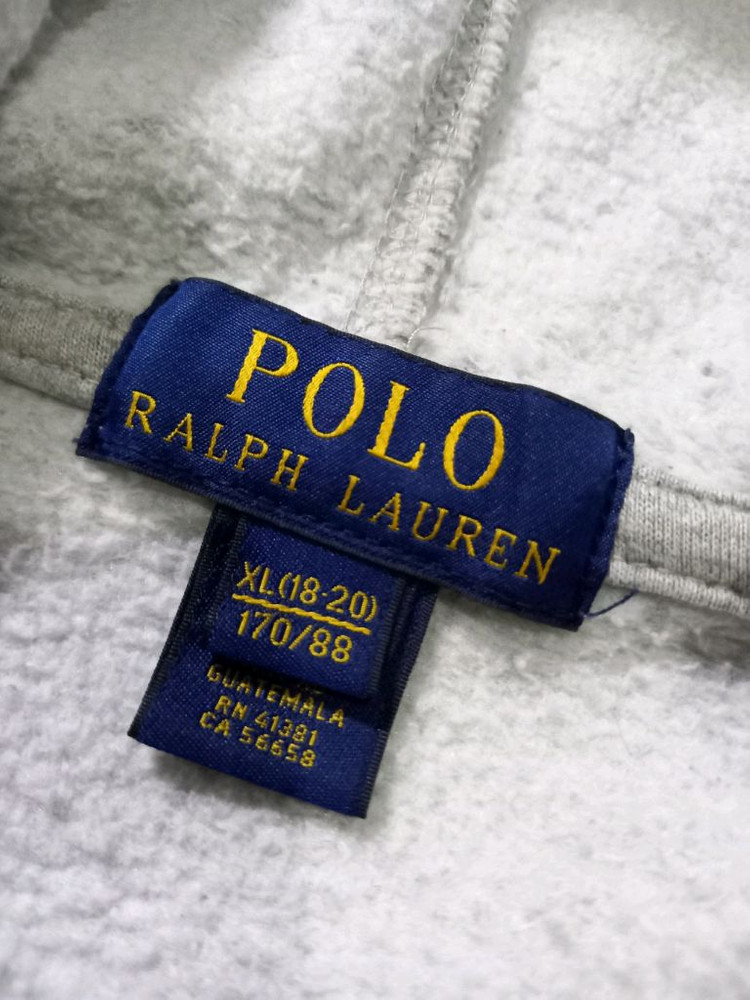 POLO
RALPH LAUREN
XL(18-20)
170/88
GUATEMALA
RN 41381
CA 56658